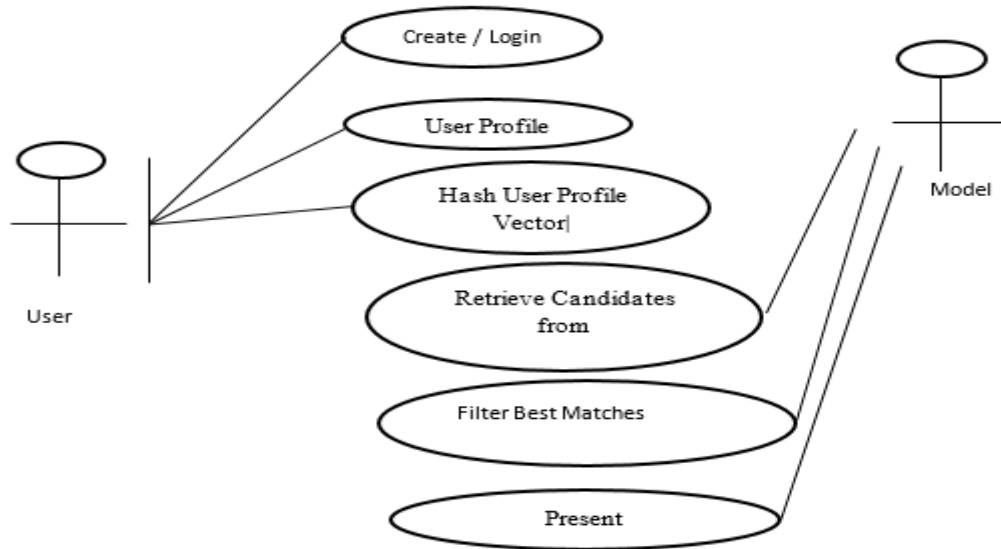 Create / Login
User Profile
Hash User Profile
Vector|
Model
Retrieve Candidates
from
User
Filter Best Matches
Present